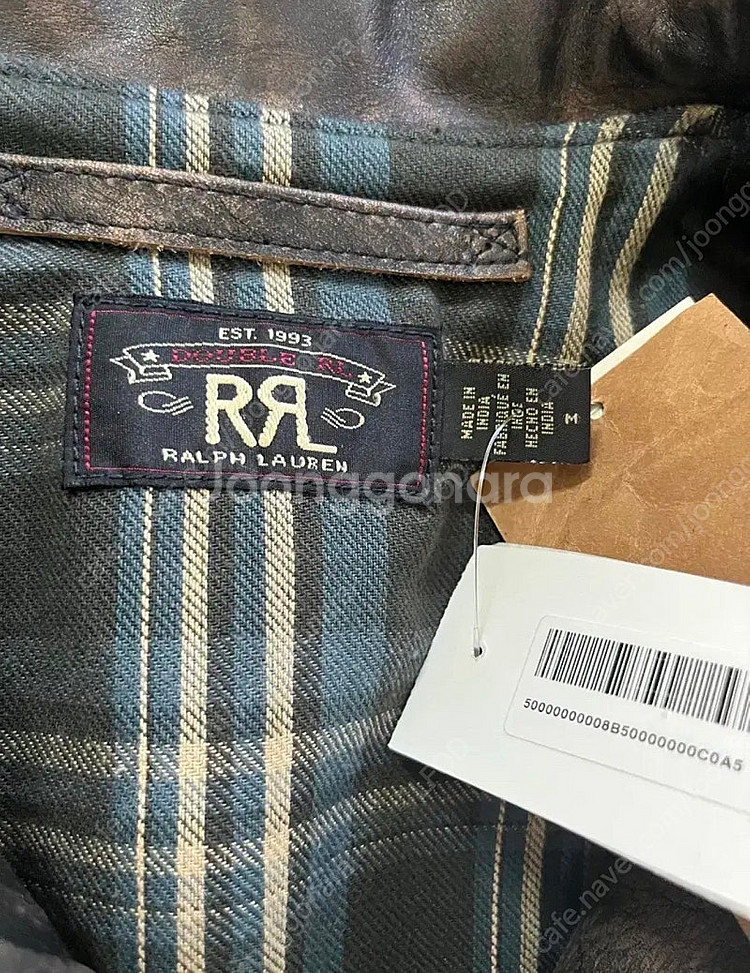 EST. 1993
DOUBLE RL
RRL
RALPH LAUREN
MADE IN
INDIA
FABRIQUÉ EN
INDE
HECHO EN
INDIA
M
Joonggonara
50000000008B50000000C0A5